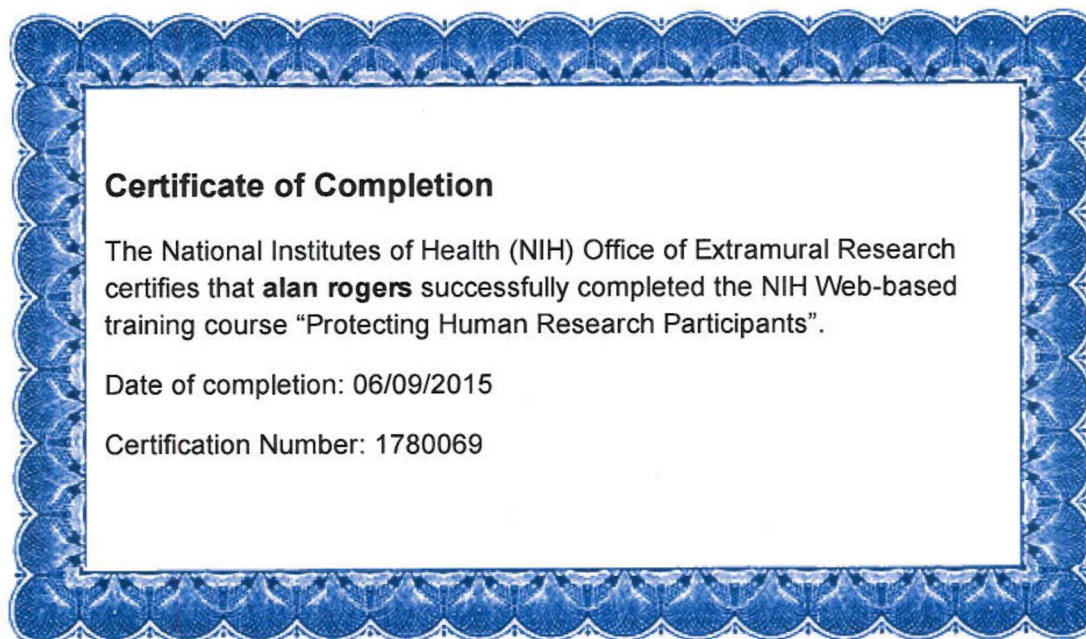 Certificate of Completion
The National Institutes of Health (NIH) Office of Extramural Research
certifies that alan rogers successfully completed the NIH Web-based
training course “Protecting Human Research Participants”.
Date of completion: 06/09/2015
Certification Number: 1780069